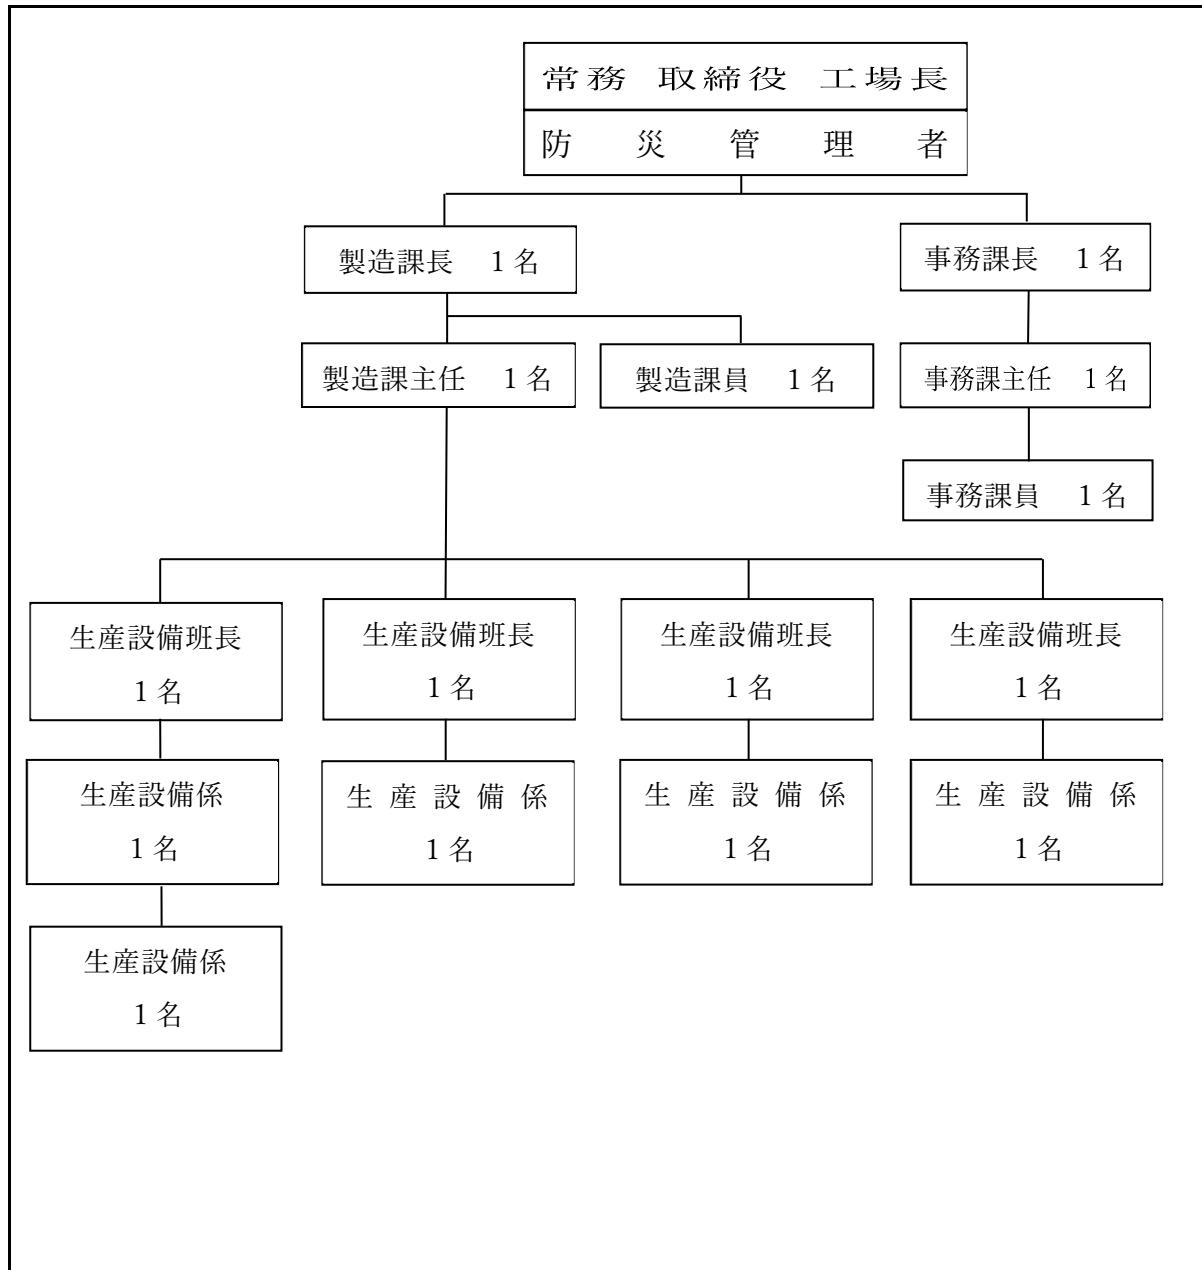 常務 取締役 工場長
防災管理者
製造課長 1名
事務課長 1名
製造課主任 1名
製造課員 1名
事務課主任 1名
事務課員 1名
生産設備班長
1名
生産設備班長
1名
生産設備班長
1名
生産設備班長
1名
生産設備係
1名
生産設備係
1名
生産設備係
1名
生産設備係
1名
生産設備係
1名